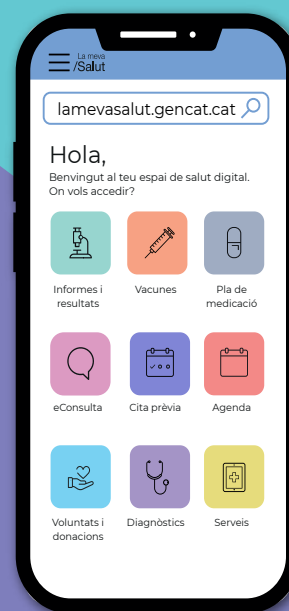 La meva
/Salut
lamevasalut.gencat.cat
Hola,
Benvingut al teu espai de salut digital.
On vols accedir?
Informes i
resultats
Vacunes
Pla de
medicació
eConsulta
Cita prèvia
Agenda
Voluntats i
donacions
Diagnòstics
Serveis